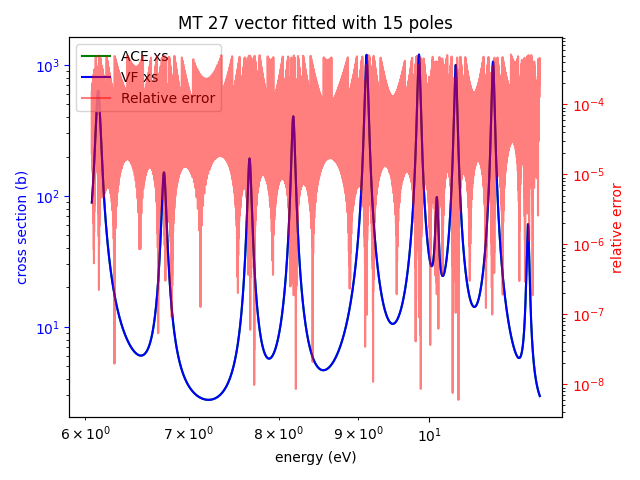 MT 27 vector fitted with 15 poles
ACE xs
VF xs
Relative error
cross section (b)
10³
10²
10¹
relative error
10⁻⁴
10⁻⁵
10⁻⁶
10⁻⁷
10⁻⁸
6 × 10⁰ 7 × 10⁰ 8 × 10⁰ 9 × 10⁰ 10¹
energy (eV)